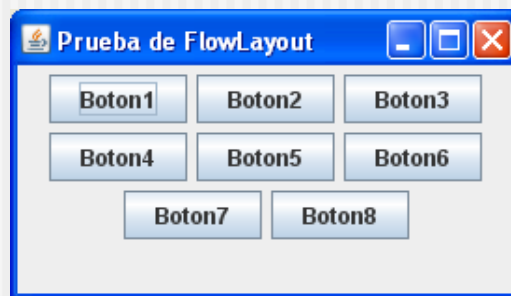 Prueba de FlowLayout
Boton1 Boton2 Boton3
Boton4 Boton5 Boton6
Boton7 Boton8